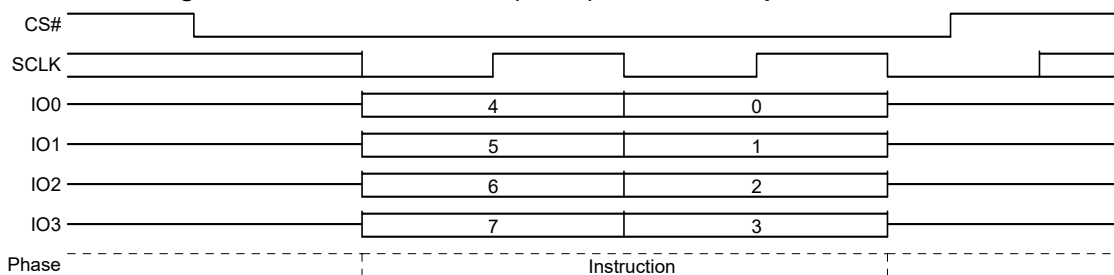 CS#
SCLK
IO0 4 0
IO1 5 1
IO2 6 2
IO3 7 3
Phase Instruction